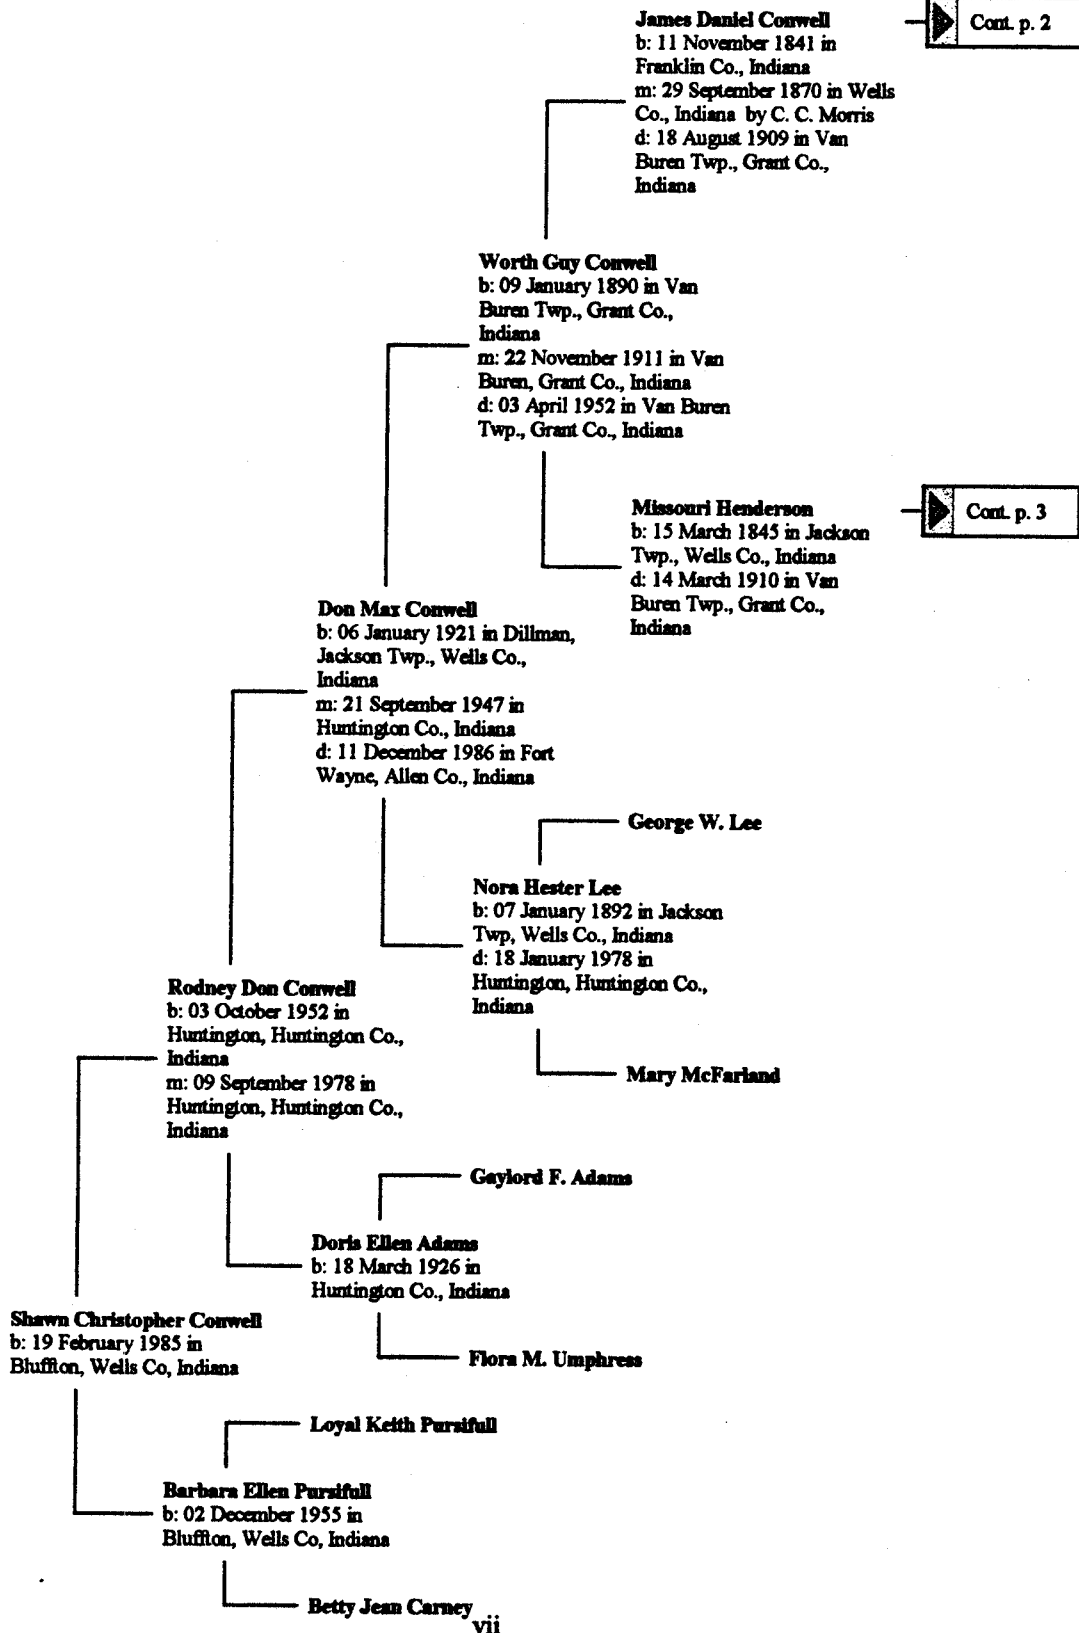 James Daniel Conwell
b: 11 November 1841 in
Franklin Co., Indiana
m: 29 September 1870 in Wells
Co., Indiana by C. C. Morris
d: 18 August 1909 in Van
Buren Twp., Grant Co.,
Indiana
Cont. p. 2
Worth Guy Conwell
b: 09 January 1890 in Van
Buren Twp., Grant Co.,
Indiana
m: 22 November 1911 in Van
Buren, Grant Co., Indiana
d: 03 April 1952 in Van Buren
Twp., Grant Co., Indiana
Missouri Henderson
b: 15 March 1845 in Jackson
Twp., Wells Co., Indiana
d: 14 March 1910 in Van
Buren Twp., Grant Co.,
Indiana
Cont. p. 3
Don Max Conwell
b: 06 January 1921 in Dillman,
Jackson Twp., Wells Co.,
Indiana
m: 21 September 1947 in
Huntington Co., Indiana
d: 11 December 1986 in Fort
Wayne, Allen Co., Indiana
George W. Lee
Nora Hester Lee
b: 07 January 1892 in Jackson
Twp, Wells Co., Indiana
d: 18 January 1978 in
Huntington, Huntington Co.,
Indiana
Mary McFarland
Rodney Don Conwell
b: 03 October 1952 in
Huntington, Huntington Co.,
Indiana
m: 09 September 1978 in
Huntington, Huntington Co.,
Indiana
Gaylord F. Adams
Doris Ellen Adams
b: 18 March 1926 in
Huntington Co., Indiana
Flora M. Umphress
Shawn Christopher Conwell
b: 19 February 1985 in
Bluffton, Wells Co, Indiana
Loyal Keith Pursifull
Barbara Ellen Pursifull
b: 02 December 1955 in
Bluffton, Wells Co, Indiana
Betty Jean Carney
vii